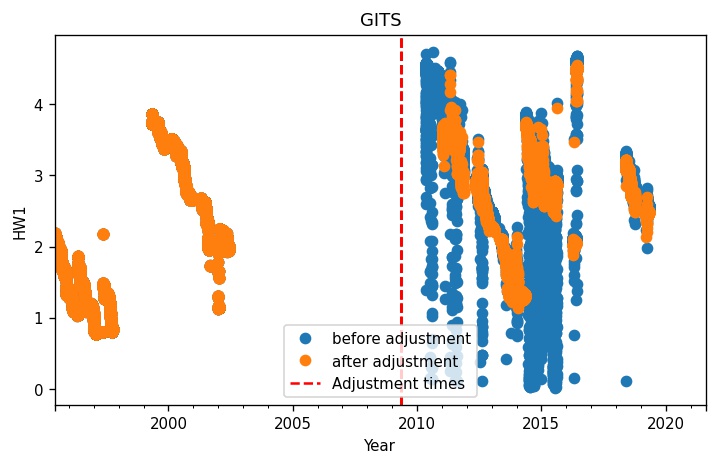 GITS
HW1
4
3
2
1
0
before adjustment
after adjustment
Adjustment times
2000
2005
2010
2015
2020
Year